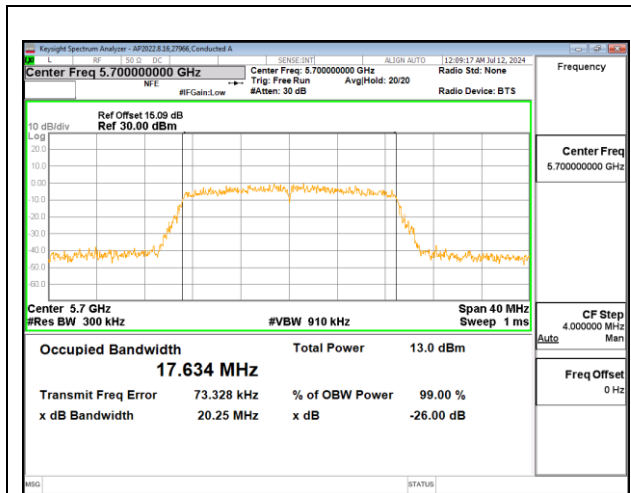 Keysight Spectrum Analyzer - AP2022.8.16,27966,Conducted A
L RF 50 Ω DC SENSE:INT ALIGN AUTO 12:09:17 AM Jul 12, 2024
Center Freq 5.700000000 GHz
NFE
#IFGain:Low
Center Freq: 5.700000000 GHz
Trig: Free Run Avg|Hold: 20/20
#Atten: 30 dB
Radio Std: None
Radio Device: BTS
Frequency
Ref Offset 15.09 dB
10 dB/div Ref 30.00 dBm
Log
20.0
10.0
0.00
-10.0
-20.0
-30.0
-40.0
-50.0
-60.0
Center Freq
5.700000000 GHz
Center 5.7 GHz Span 40 MHz
#Res BW 300 kHz #VBW 910 kHz Sweep 1 ms
CF Step
4.000000 MHz
Auto Man
Occupied Bandwidth Total Power 13.0 dBm
17.634 MHz
Transmit Freq Error 73.328 kHz % of OBW Power 99.00 %
x dB Bandwidth 20.25 MHz x dB -26.00 dB
Freq Offset
0 Hz
MSG STATUS